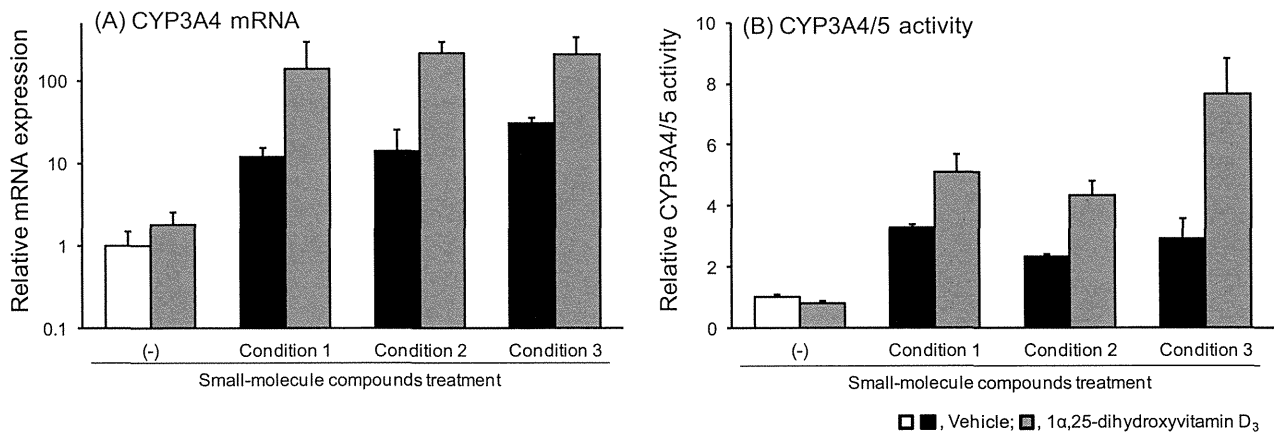 (A) CYP3A4 mRNA
Relative mRNA expression
100
10
1
0.1
(-) Condition 1 Condition 2 Condition 3
Small-molecule compounds treatment
(B) CYP3A4/5 activity
Relative CYP3A4/5 activity
10
8
6
4
2
0
(-) Condition 1 Condition 2 Condition 3
Small-molecule compounds treatment
, Vehicle; , 1α,25-dihydroxyvitamin D3